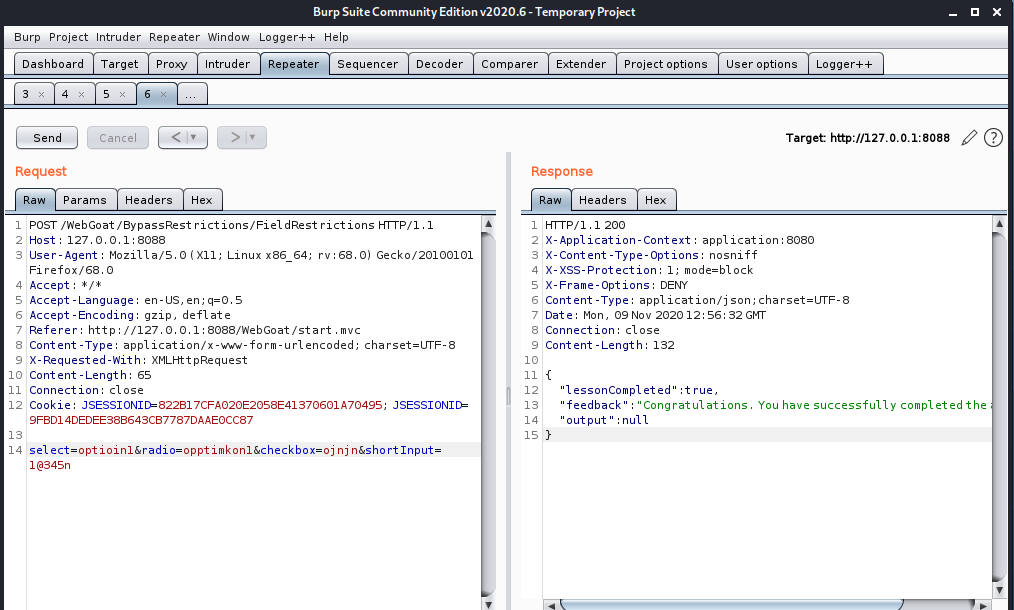 Burp Suite Community Edition v2020.6 - Temporary Project
Burp Project Intruder Repeater Window Logger++ Help
Dashboard Target Proxy Intruder Repeater Sequencer Decoder Comparer Extender Project options User options Logger++
3 × 4 × 5 × 6 × ...
Send Cancel < > Target: http://127.0.0.1:8088 ?
Request
Raw Params Headers Hex
1 POST /WebGoat/BypassRestrictions/FieldRestrictions HTTP/1.1
2 Host: 127.0.0.1:8088
3 User-Agent: Mozilla/5.0 (X11; Linux x86_64; rv:68.0) Gecko/20100101
Firefox/68.0
4 Accept: */*
5 Accept-Language: en-US,en;q=0.5
6 Accept-Encoding: gzip, deflate
7 Referer: http://127.0.0.1:8088/WebGoat/start.mvc
8 Content-Type: application/x-www-form-urlencoded; charset=UTF-8
9 X-Requested-With: XMLHttpRequest
10 Content-Length: 65
11 Connection: close
12 Cookie: JSESSIONID=822B17CFA020E2058E41370601A70495; JSESSIONID=
9FBD14DEDEE38B643CB7787DAAE0CC87
13
14 select=optioin1&radio=opptimkon1&checkbox=ojnjn&shortInput=
1@345n
Response
Raw Headers Hex
1 HTTP/1.1 200
2 X-Application-Context: application:8080
3 X-Content-Type-Options: nosniff
4 X-XSS-Protection: 1; mode=block
5 X-Frame-Options: DENY
6 Content-Type: application/json;charset=UTF-8
7 Date: Mon, 09 Nov 2020 12:56:32 GMT
8 Connection: close
9 Content-Length: 132
10
11 {
12 "lessonCompleted":true,
13 "feedback":"Congratulations. You have successfully completed the
14 "output":null
15 }